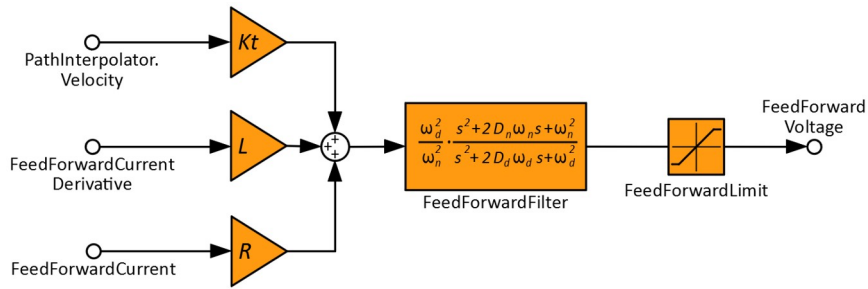 PathInterpolator.
Velocity
Kt
FeedForwardCurrent
Derivative
L
FeedForwardCurrent
R
+
+
+
ω_d^2/ω_n^2 · (s^2+2D_nω_ns+ω_n^2)/(s^2+2D_dω_ds+ω_d^2)
FeedForwardFilter
FeedForwardLimit
FeedForward
Voltage